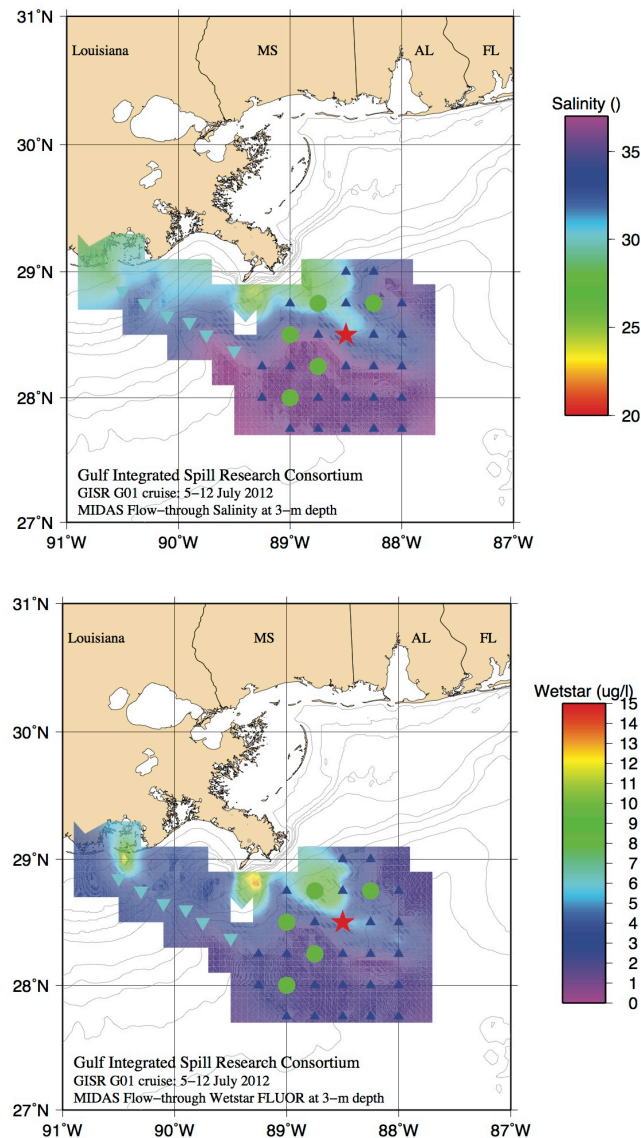 31°N
Louisiana MS AL FL
30°N
29°N
28°N
27°N
91°W 90°W 89°W 88°W 87°W
Gulf Integrated Spill Research Consortium
GISR G01 cruise: 5–12 July 2012
MIDAS Flow–through Salinity at 3–m depth
Salinity ()
35
30
25
20
31°N
Louisiana MS AL FL
30°N
29°N
28°N
27°N
91°W 90°W 89°W 88°W 87°W
Gulf Integrated Spill Research Consortium
GISR G01 cruise: 5–12 July 2012
MIDAS Flow–through Wetstar FLUOR at 3–m depth
Wetstar (ug/l)
15
14
13
12
11
10
9
8
7
6
5
4
3
2
1
0